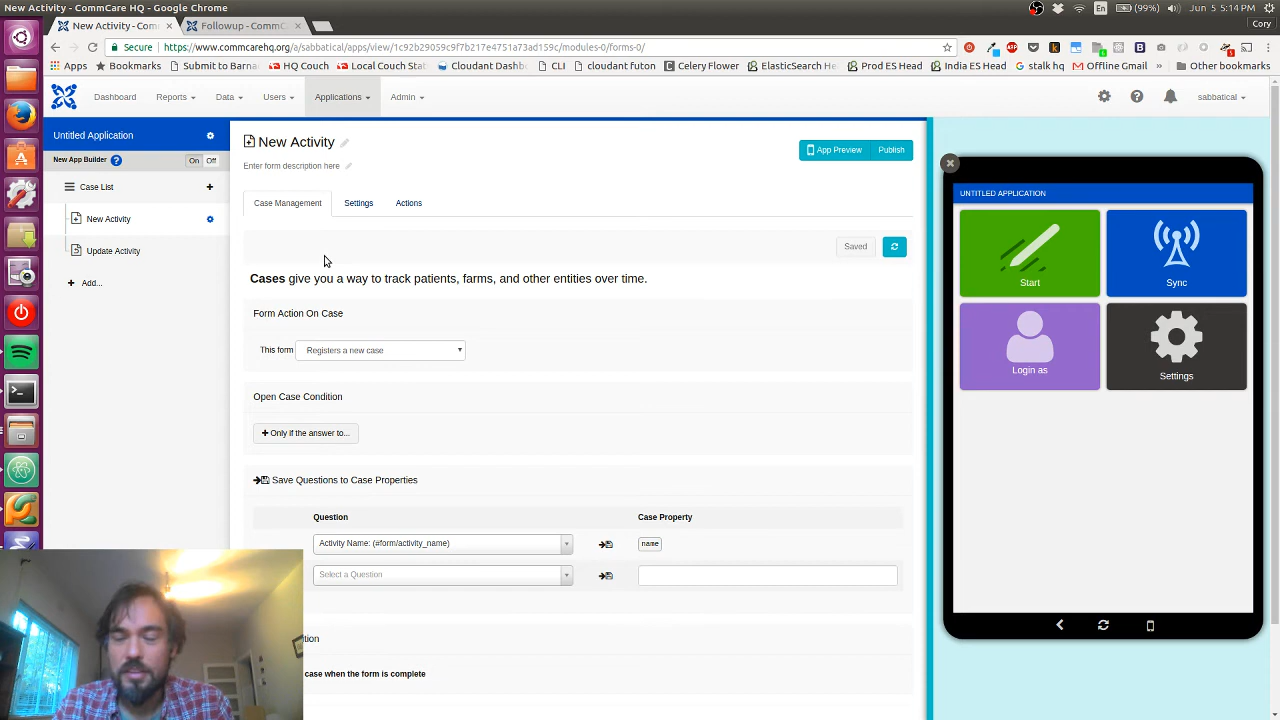 New Activity - CommCare HQ - Google Chrome
En (99%) Jun 5 5:14 PM
New Activity - Com × Followup - CommC × Cory
Secure https://www.commcarehq.org/a/sabbatical/apps/view/1c92b29059c9f7b217e4751a73ad159c/modules-0/forms-0/
Apps Bookmarks Submit to Barna HQ Couch Local Couch Stat Cloudant Dashb CLI cloudant futon Celery Flower ElasticSearch He Prod ES Head India ES Head stalk hq Offline Gmail » Other bookmarks
Dashboard Reports Data Users Applications Admin sabbatical
Untitled Application
New App Builder ? On Off
Case List +
New Activity
Update Activity
+ Add...
New Activity
Enter form description here
App Preview Publish
Case Management Settings Actions
Saved
Cases give you a way to track patients, farms, and other entities over time.
Form Action On Case
This form Registers a new case
Open Case Condition
+ Only if the answer to...
Save Questions to Case Properties
Question Case Property
Activity Name: (#form/activity_name) name
Select a Question
case when the form is complete
UNTITLED APPLICATION
Start Sync
Login as Settings